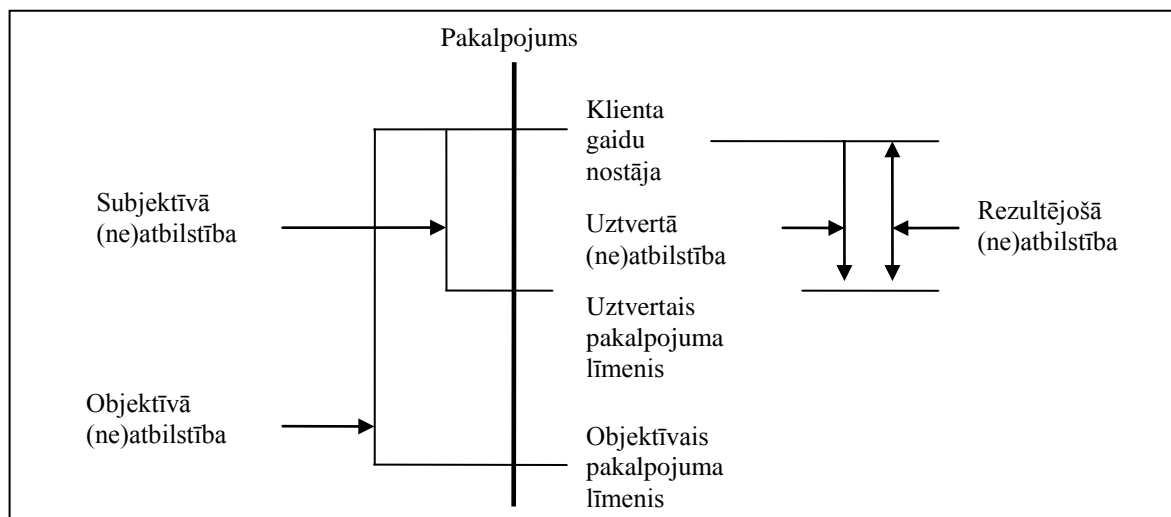 Pakalpojums
Klienta
gaidu
nostāja
Subjektīvā
(ne)atbilstība
Uztvertā
(ne)atbilstība
Rezultējošā
(ne)atbilstība
Uztvertais
pakalpojuma
līmenis
Objektīvā
(ne)atbilstība
Objektīvais
pakalpojuma
līmenis